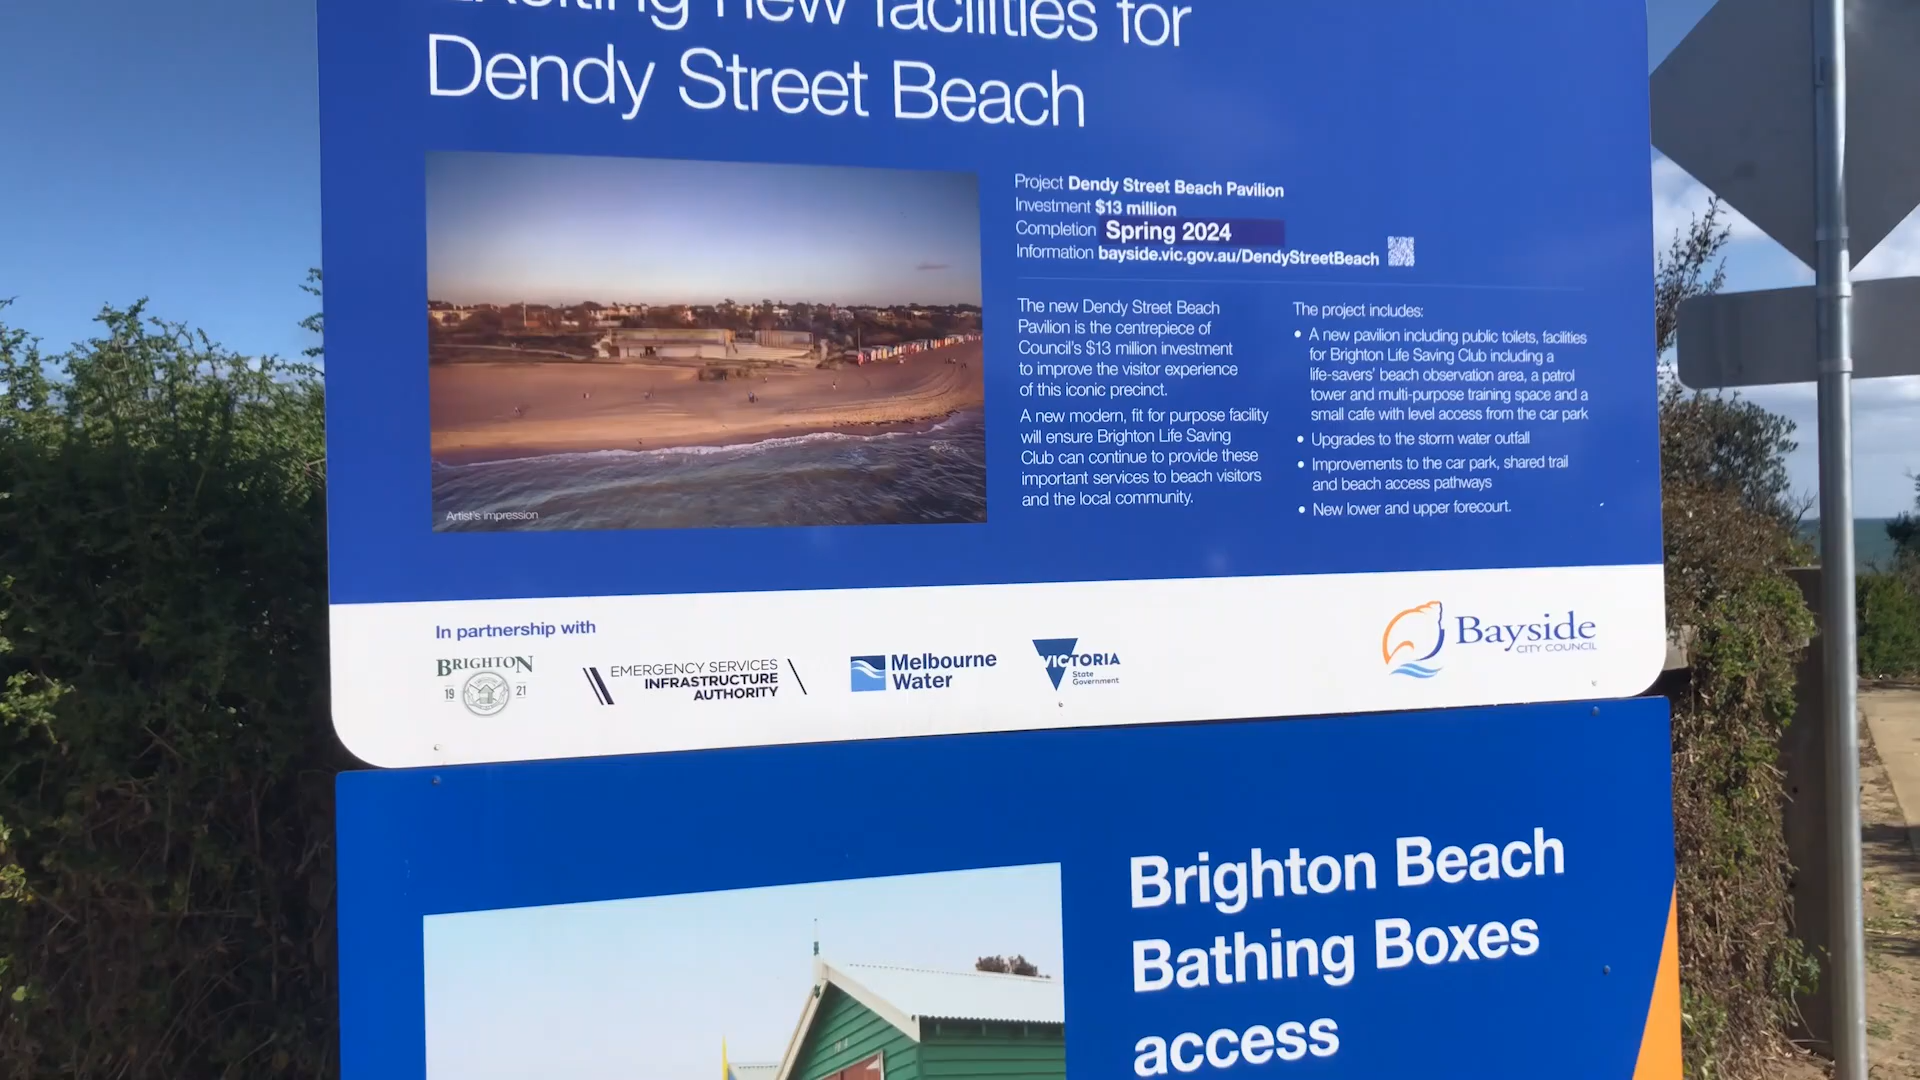 Exciting new facilities for
Dendy Street Beach
Project Dendy Street Beach Pavilion
Investment $13 million
Completion Spring 2024
Information bayside.vic.gov.au/DendyStreetBeach
The new Dendy Street Beach
Pavilion is the centrepiece of
Council's $13 million investment
to improve the visitor experience
of this iconic precinct.
A new modern, fit for purpose facility
will ensure Brighton Life Saving
Club can continue to provide these
important services to beach visitors
and the local community.
The project includes:
• A new pavilion including public toilets, facilities
for Brighton Life Saving Club including a
life-savers' beach observation area, a patrol
tower and multi-purpose training space and a
small cafe with level access from the car park
• Upgrades to the storm water outfall
• Improvements to the car park, shared trail
and beach access pathways
• New lower and upper forecourt.
Artist's impression
In partnership with
BRIGHTON
19 21
EMERGENCY SERVICES
INFRASTRUCTURE
AUTHORITY
Melbourne
Water
VICTORIA
State
Government
Bayside
CITY COUNCIL
Brighton Beach
Bathing Boxes
access